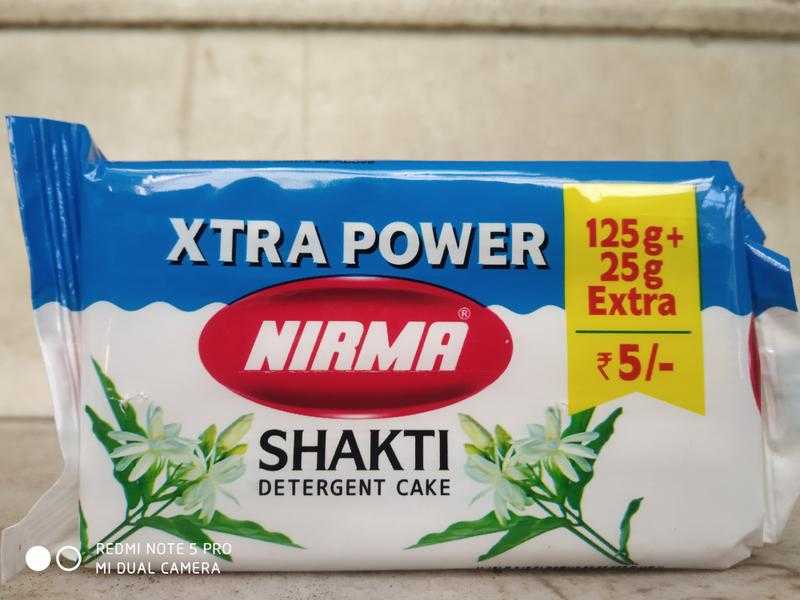 XTRA POWER
NIRMA®
SHAKTI
DETERGENT CAKE
125g+
25g
Extra
₹5/-
REDMI NOTE 5 PRO
MI DUAL CAMERA